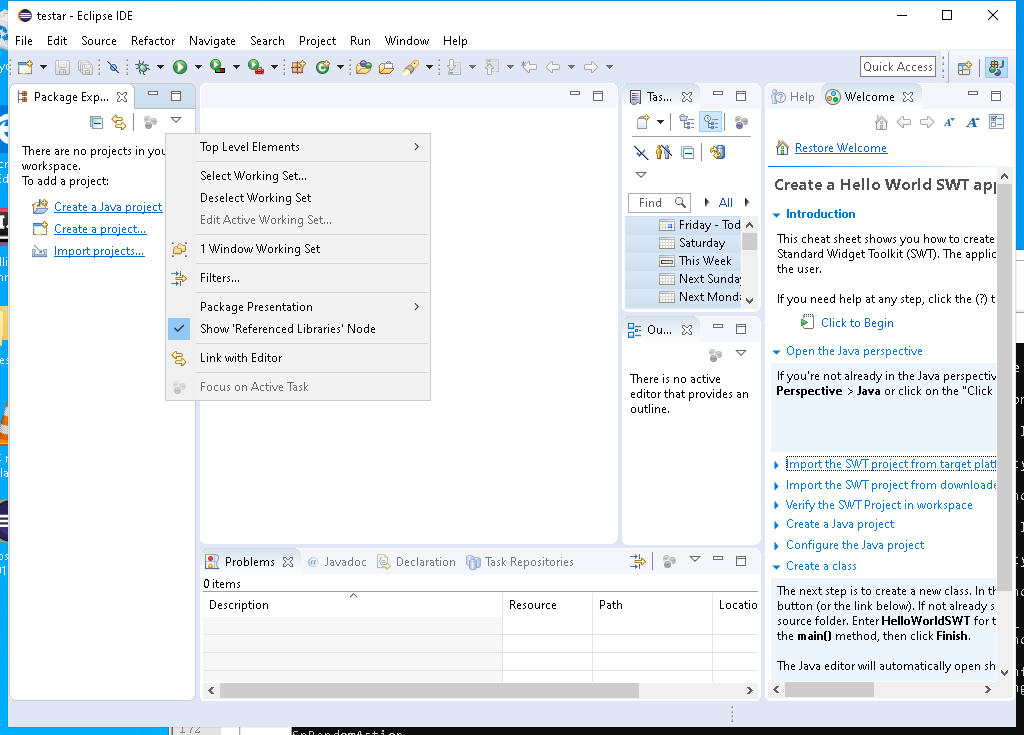 testar - Eclipse IDE
File Edit Source Refactor Navigate Search Project Run Window Help
Quick Access
Package Exp...
There are no projects in you
workspace.
To add a project:
Create a Java project
Create a project...
Import projects...
Top Level Elements
Select Working Set...
Deselect Working Set
Edit Active Working Set...
1 Window Working Set
Filters...
Package Presentation
Show 'Referenced Libraries' Node
Link with Editor
Focus on Active Task
Tas...
Find
All
Friday - Tod
Saturday
This Week
Next Sunda
Next Monda
Ou...
There is no active
editor that provides an
outline.
Help Welcome
Restore Welcome
Create a Hello World SWT app
Introduction
This cheat sheet shows you how to create
Standard Widget Toolkit (SWT). The applic
the user.
If you need help at any step, click the (?) t
Click to Begin
Open the Java perspective
If you're not already in the Java perspectiv
Perspective > Java or click on the "Click
Import the SWT project from target platf
Import the SWT project from downloade
Verify the SWT Project in workspace
Create a Java project
Configure the Java project
Create a class
The next step is to create a new class. In th
button (or the link below). If not already s
source folder. Enter HelloWorldSWT for t
the main() method, then click Finish.
The Java editor will automatically open sh
Problems Javadoc Declaration Task Repositories
0 items
Description Resource Path Locatio
172